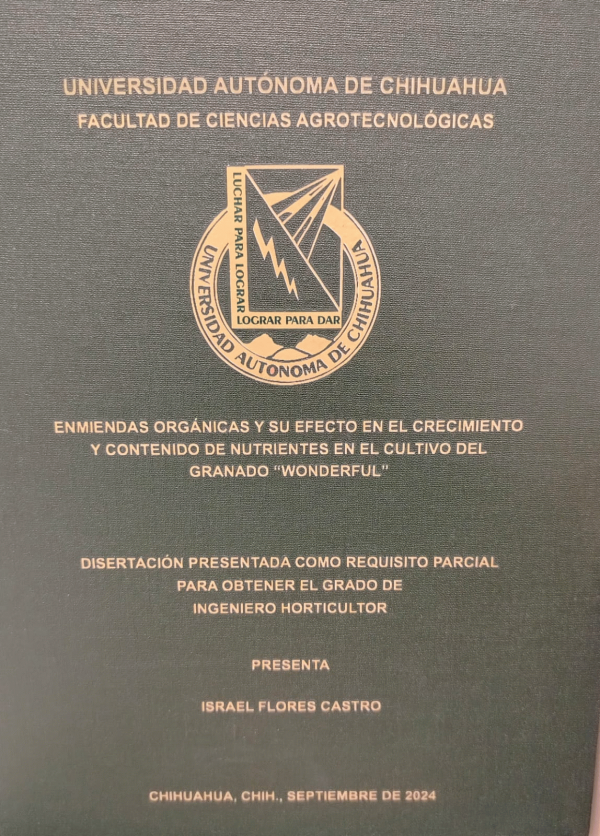 UNIVERSIDAD AUTÓNOMA DE CHIHUAHUA
FACULTAD DE CIENCIAS AGROTECNOLÓGICAS
LUCHAR PARA LOGRAR
LOGRAR PARA DAR
UNIVERSIDAD AUTONOMA DE CHIHUAHUA
ENMIENDAS ORGÁNICAS Y SU EFECTO EN EL CRECIMIENTO
Y CONTENIDO DE NUTRIENTES EN EL CULTIVO DEL
GRANADO “WONDERFUL”
DISERTACIÓN PRESENTADA COMO REQUISITO PARCIAL
PARA OBTENER EL GRADO DE
INGENIERO HORTICULTOR
PRESENTA
ISRAEL FLORES CASTRO
CHIHUAHUA, CHIH., SEPTIEMBRE DE 2024